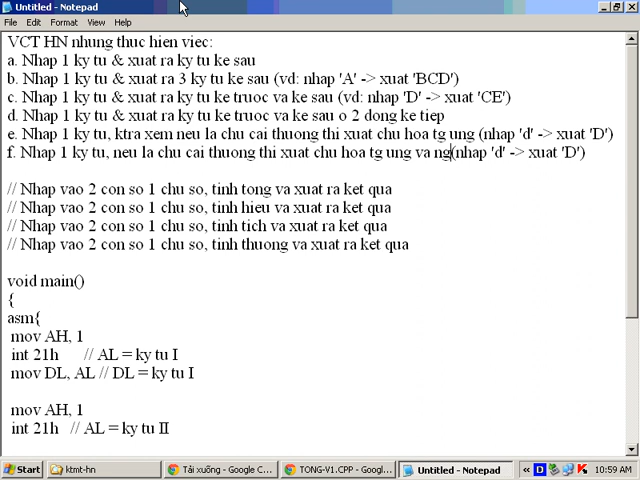 Untitled - Notepad
File Edit Format View Help
VCT HN nhung thuc hien viec:
a. Nhap 1 ky tu & xuat ra ky tu ke sau
b. Nhap 1 ky tu & xuat ra 3 ky tu ke sau (vd: nhap 'A' -> xuat 'BCD')
c. Nhap 1 ky tu & xuat ra ky tu ke truoc va ke sau (vd: nhap 'D' -> xuat 'CE')
d. Nhap 1 ky tu & xuat ra ky tu ke truoc va ke sau o 2 dong ke tiep
e. Nhap 1 ky tu, ktra xem neu la chu cai thuong thi xuat chu hoa tg ung (nhap 'd' -> xuat 'D')
f. Nhap 1 ky tu, neu la chu cai thuong thi xuat chu hoa tg ung va ng(nhap 'd' -> xuat 'D')
// Nhap vao 2 con so 1 chu so, tinh tong va xuat ra ket qua
// Nhap vao 2 con so 1 chu so, tinh hieu va xuat ra ket qua
// Nhap vao 2 con so 1 chu so, tinh tich va xuat ra ket qua
// Nhap vao 2 con so 1 chu so, tinh thuong va xuat ra ket qua
void main()
{
asm{
mov AH, 1
int 21h // AL = ky tu I
mov DL, AL // DL = ky tu I
mov AH, 1
int 21h // AL = ky tu II
Start ktmt-hn Tải xuống - Google C... TONG-V1.CPP - Googl... Untitled - Notepad « D K 10:59 AM